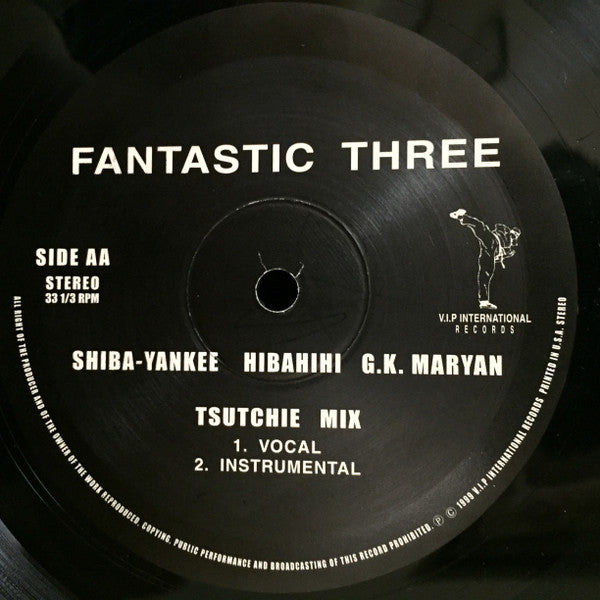 FANTASTIC THREE
SIDE AA
STEREO
33 1/3 RPM
V.I.P INTERNATIONAL
RECORDS
SHIBA-YANKEE HIBAHIHI G.K. MARYAN
TSUTCHIE MIX
1. VOCAL
2. INSTRUMENTAL
ALL RIGHT OF THE PRODUCER AND OF THE OWNER OF THE WORK REPRODUCED. COPYING, PUBLIC PERFORMANCE AND BROADCASTING OF THIS RECORD PROHIBITED. ℗ © 1999 V.I.P INTERNATIONAL RECORDS PRINTED IN U.S.A. STEREO